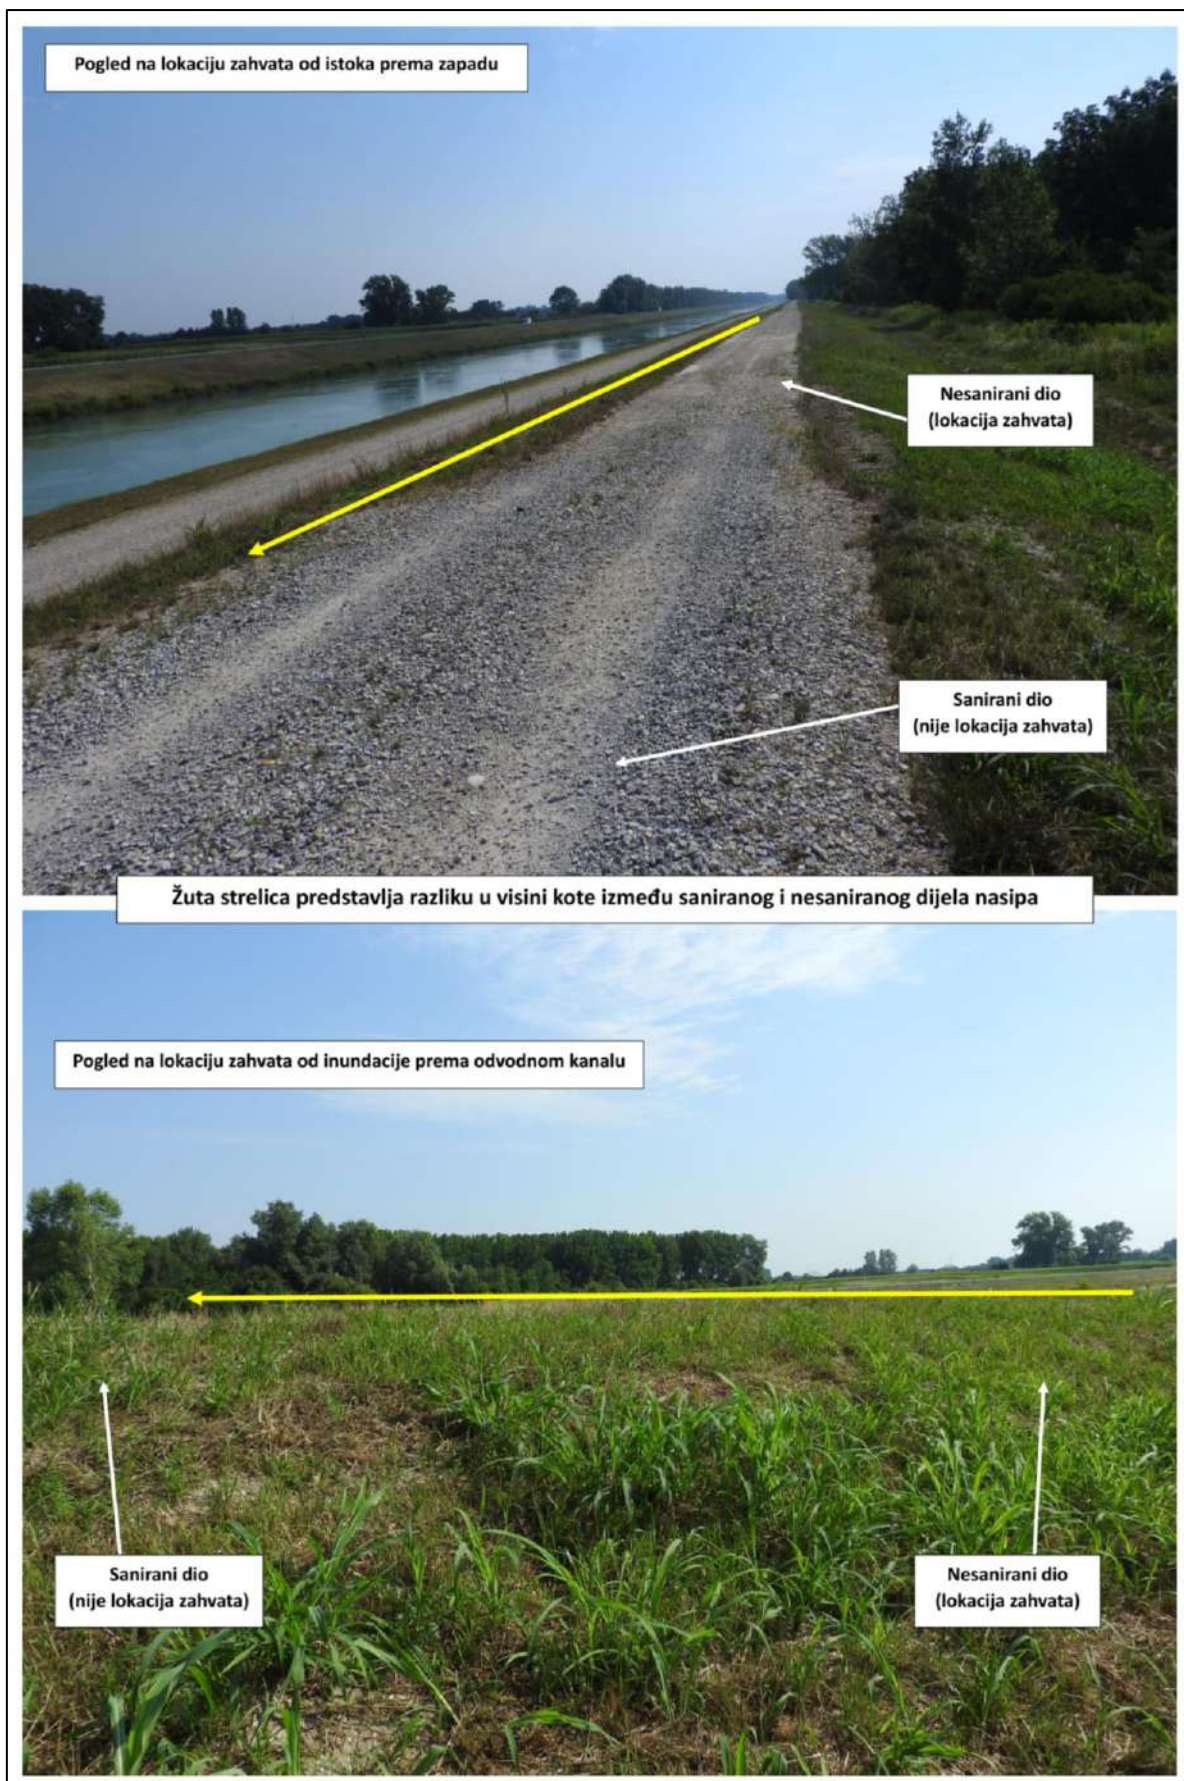 Pogled na lokaciju zahvata od istoka prema zapadu
Nesanirani dio
(lokacija zahvata)
Sanirani dio
(nije lokacija zahvata)
Žuta strelica predstavlja razliku u visini kote između saniranog i nesaniranog dijela nasipa
Pogled na lokaciju zahvata od inundacije prema odvodnom kanalu
Sanirani dio
(nije lokacija zahvata)
Nesanirani dio
(lokacija zahvata)